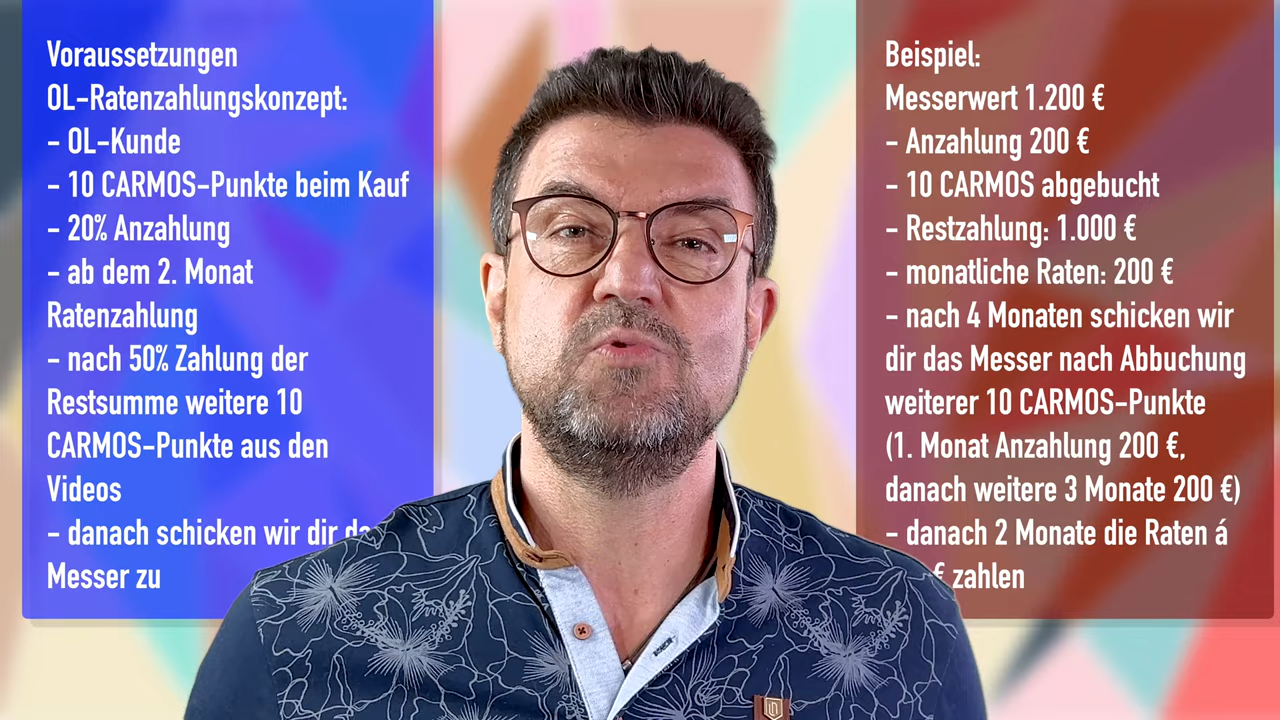 Voraussetzungen
OL-Ratenzahlungskonzept:
- OL-Kunde
- 10 CARMOS-Punkte beim Kauf
- 20% Anzahlung
- ab dem 2. Monat
Ratenzahlung
- nach 50% Zahlung der
Restsumme weitere 10
CARMOS-Punkte aus den
Videos
- danach schicken wir dir
Messer zu
Beispiel:
Messerwert 1.200 €
- Anzahlung 200 €
- 10 CARMOS abgebucht
- Restzahlung: 1.000 €
- monatliche Raten: 200 €
- nach 4 Monaten schicken wir
dir das Messer nach Abbuchung
weiterer 10 CARMOS-Punkte
(1. Monat Anzahlung 200 €,
danach weitere 3 Monate 200 €)
- danach 2 Monate die Raten á
€ zahlen